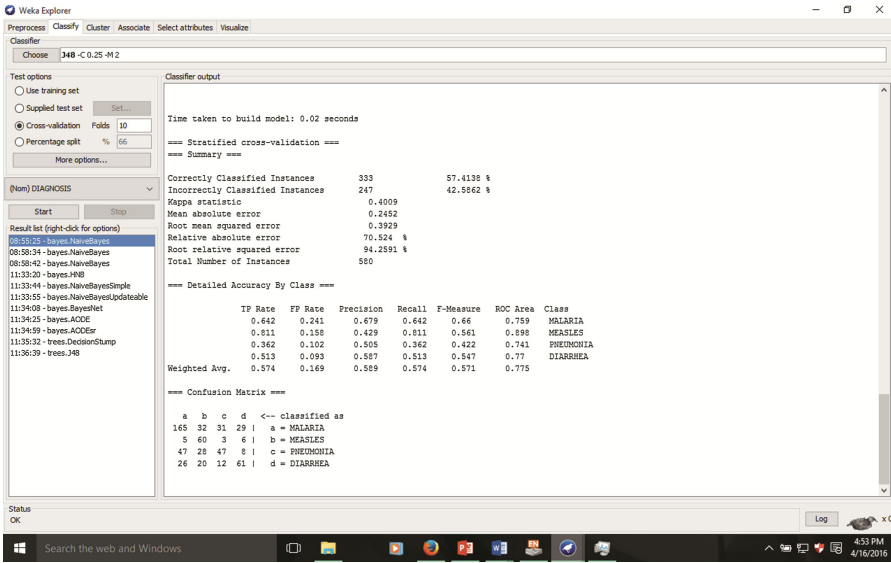 Weka Explorer
Preprocess Classify Cluster Associate Select attributes Visualize
Classifier
Choose J48 -C 0.25 -M 2
Test options
Use training set
Supplied test set Set...
Cross-validation Folds 10
Percentage split % 66
More options...
(Nom) DIAGNOSIS
Start Stop
Result list (right-click for options)
08:55:25 - bayes.NaiveBayes
08:58:34 - bayes.NaiveBayes
08:58:42 - bayes.NaiveBayes
11:33:20 - bayes.HNB
11:33:44 - bayes.NaiveBayesSimple
11:33:55 - bayes.NaiveBayesUpdateable
11:34:08 - bayes.BayesNet
11:34:25 - bayes.AODE
11:34:59 - bayes.AODEsr
11:35:32 - trees.DecisionStump
11:36:39 - trees.J48
Classifier output
Time taken to build model: 0.02 seconds
=== Stratified cross-validation ===
=== Summary ===
Correctly Classified Instances 333 57.4138 %
Incorrectly Classified Instances 247 42.5862 %
Kappa statistic 0.4009
Mean absolute error 0.2452
Root mean squared error 0.3929
Relative absolute error 70.524 %
Root relative squared error 94.2591 %
Total Number of Instances 580
=== Detailed Accuracy By Class ===
TP Rate FP Rate Precision Recall F-Measure ROC Area Class
0.642 0.241 0.679 0.642 0.66 0.759 MALARIA
0.811 0.158 0.429 0.811 0.561 0.898 MEASLES
0.362 0.102 0.505 0.362 0.422 0.741 PNEUMONIA
0.513 0.093 0.587 0.513 0.547 0.77 DIARRHEA
Weighted Avg. 0.574 0.169 0.589 0.574 0.571 0.775
=== Confusion Matrix ===
a b c d <-- classified as
165 32 31 29 | a = MALARIA
5 60 3 6 | b = MEASLES
47 28 47 8 | c = PNEUMONIA
26 20 12 61 | d = DIARRHEA
Status
OK
Log x 0
Search the web and Windows
EN
4:53 PM
4/16/2016